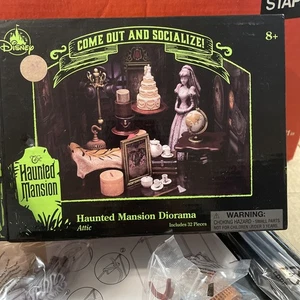 Disney
COME OUT AND SOCIALIZE!
8+
STAP
The
Haunted
Mansion
Haunted Mansion Diorama
Attic
Includes 32 Pieces
WARNING:
CHOKING HAZARD - SMALL PARTS